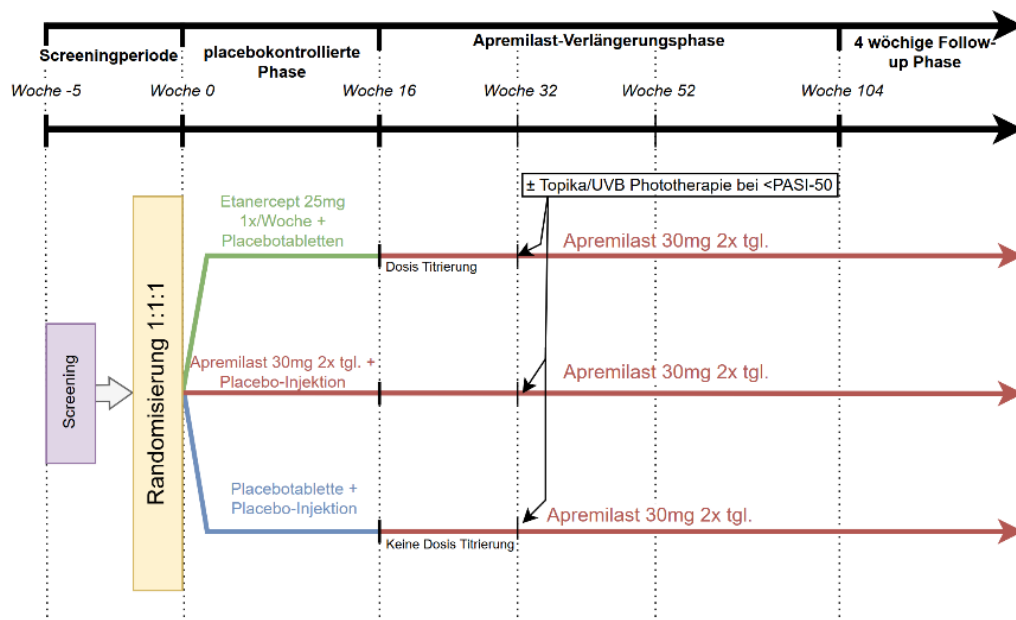 Screeningperiode
placebokontrollierte
Phase
Apremilast-Verlängerungsphase
4 wöchige Follow-
up Phase
Woche -5
Woche 0
Woche 16
Woche 32
Woche 52
Woche 104
± Topika/UVB Phototherapie bei <PASI-50
Etanercept 25mg
1x/Woche +
Placebotabletten
Apremilast 30mg 2x tgl.
Dosis Titrierung
Screening
Randomisierung 1:1:1
Apremilast 30mg 2x tgl. +
Placebo-Injektion
Apremilast 30mg 2x tgl.
Placebotablette +
Placebo-Injektion
Apremilast 30mg 2x tgl.
Keine Dosis Titrierung